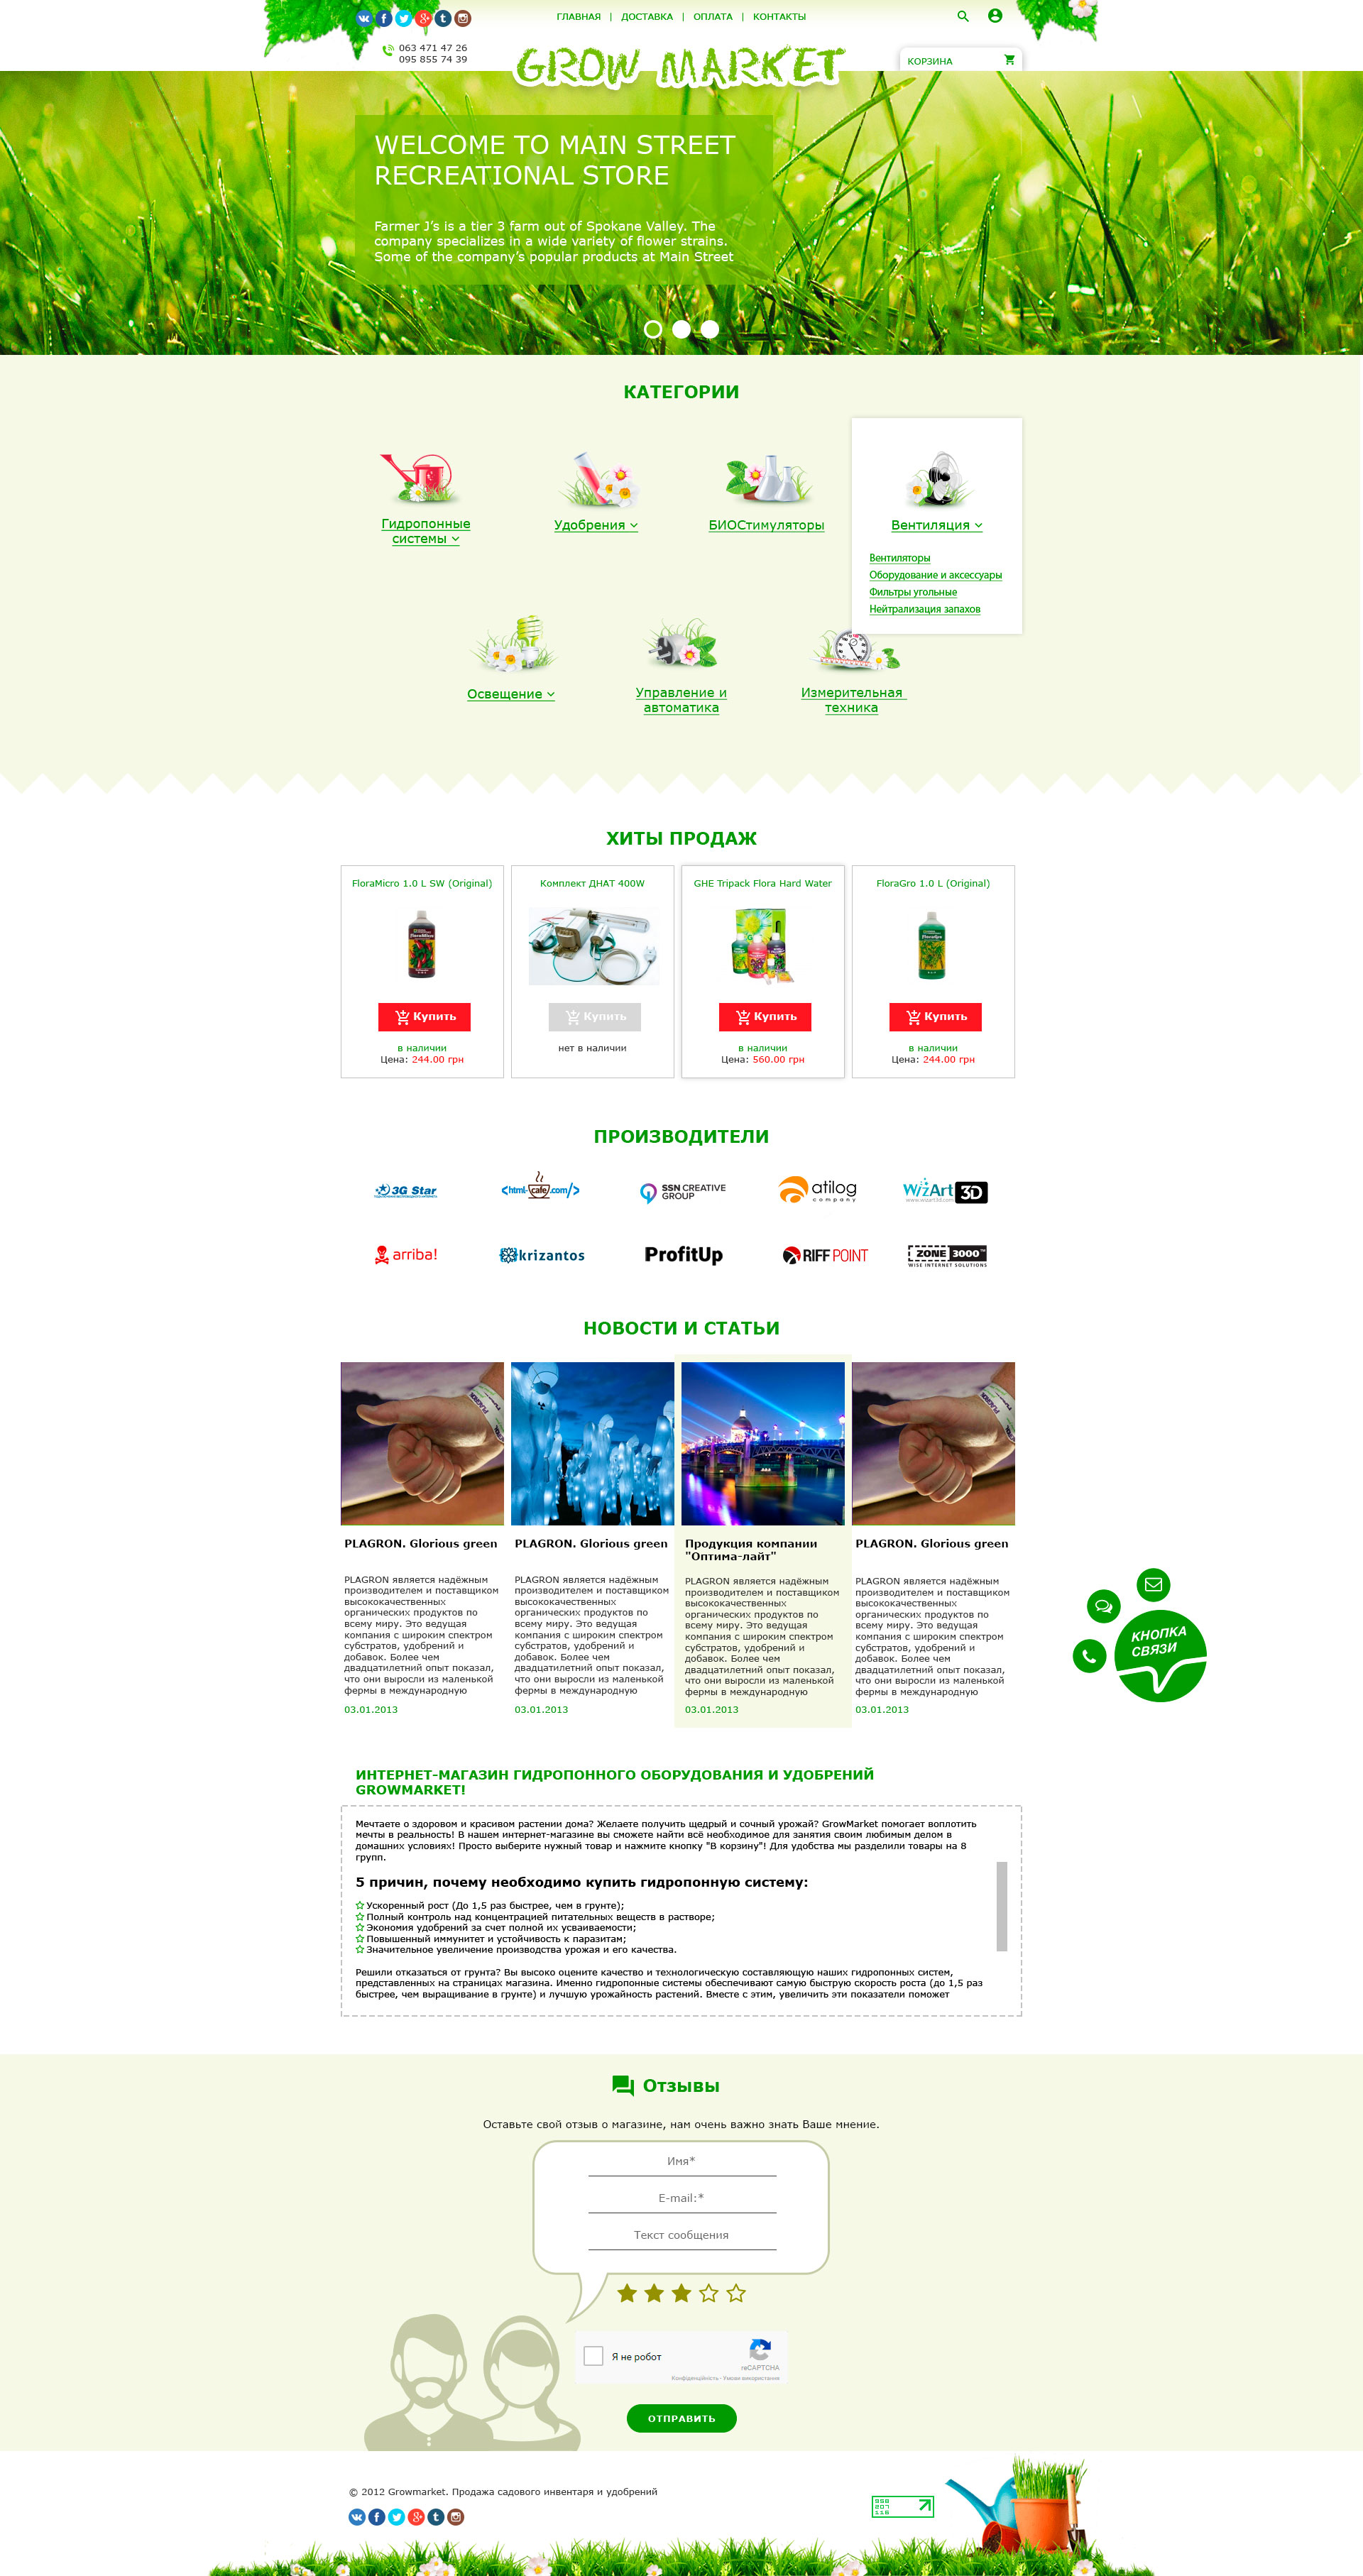 ГЛАВНАЯ | ДОСТАВКА | ОПЛАТА | КОНТАКТЫ
063 471 47 26
095 855 74 39
GROW MARKET
КОРЗИНА
WELCOME TO MAIN STREET
RECREATIONAL STORE
Farmer J's is a tier 3 farm out of Spokane Valley. The
company specializes in a wide variety of flower strains.
Some of the company's popular products at Main Street
КАТЕГОРИИ
Гидропонные
системы
Удобрения
БИОСтимуляторы
Вентиляция
Вентиляторы
Оборудование и аксессуары
Фильтры угольные
Нейтрализация запахов
Освещение
Управление и
автоматика
Измерительная
техника
ХИТЫ ПРОДАЖ
FloraMicro 1.0 L SW (Original)
Купить
в наличии
Цена: 244.00 грн
Комплект ДНАТ 400W
Купить
нет в наличии
GHE Tripack Flora Hard Water
Купить
в наличии
Цена: 560.00 грн
FloraGro 1.0 L (Original)
Купить
в наличии
Цена: 244.00 грн
ПРОИЗВОДИТЕЛИ
3G Star
<html-cafe.com/>
SSN CREATIVE
GROUP
atilog
company
WizArt 3D
www.wizart3d.com
arriba!
krizantos
ProfitUp
RIFF POINT
ZONE 3000™
WISE INTERNET SOLUTIONS
НОВОСТИ И СТАТЬИ
PLAGRON. Glorious green
PLAGRON является надёжным
производителем и поставщиком
высококачественных
органических продуктов по
всему миру. Это ведущая
компания с широким спектром
субстратов, удобрений и
добавок. Более чем
двадцатилетний опыт показал,
что они выросли из маленькой
фермы в международную
03.01.2013
PLAGRON. Glorious green
PLAGRON является надёжным
производителем и поставщиком
высококачественных
органических продуктов по
всему миру. Это ведущая
компания с широким спектром
субстратов, удобрений и
добавок. Более чем
двадцатилетний опыт показал,
что они выросли из маленькой
фермы в международную
03.01.2013
Продукция компании
"Оптима-лайт"
PLAGRON является надёжным
производителем и поставщиком
высококачественных
органических продуктов по
всему миру. Это ведущая
компания с широким спектром
субстратов, удобрений и
добавок. Более чем
двадцатилетний опыт показал,
что они выросли из маленькой
фермы в международную
03.01.2013
PLAGRON. Glorious green
PLAGRON является надёжным
производителем и поставщиком
высококачественных
органических продуктов по
всему миру. Это ведущая
компания с широким спектром
субстратов, удобрений и
добавок. Более чем
двадцатилетний опыт показал,
что они выросли из маленькой
фермы в международную
03.01.2013
КНОПКА
СВЯЗИ
ИНТЕРНЕТ-МАГАЗИН ГИДРОПОННОГО ОБОРУДОВАНИЯ И УДОБРЕНИЙ
GROWMARKET!
Мечтаете о здоровом и красивом растении дома? Желаете получить щедрый и сочный урожай? GrowMarket помогает воплотить
мечты в реальность! В нашем интернет-магазине вы сможете найти всё необходимое для занятия своим любимым делом в
домашних условиях! Просто выберите нужный товар и нажмите кнопку "В корзину"! Для удобства мы разделили товары на 8
групп.
5 причин, почему необходимо купить гидропонную систему:
Ускоренный рост (До 1,5 раз быстрее, чем в грунте);
Полный контроль над концентрацией питательных веществ в растворе;
Экономия удобрений за счет полной их усваиваемости;
Повышенный иммунитет и устойчивость к паразитам;
Значительное увеличение производства урожая и его качества.
Решили отказаться от грунта? Вы высоко оцените качество и технологическую составляющую наших гидропонных систем,
представленных на страницах магазина. Именно гидропонные системы обеспечивают самую быструю скорость роста (до 1,5 раз
быстрее, чем выращивание в грунте) и лучшую урожайность растений. Вместе с этим, увеличить эти показатели поможет
Отзывы
Оставьте свой отзыв о магазине, нам очень важно знать Ваше мнение.
Имя*
E-mail:*
Текст сообщения
Я не робот
reCAPTCHA
Конфіденційність - Умови використання
ОТПРАВИТЬ
© 2012 Growmarket. Продажа садового инвентаря и удобрений